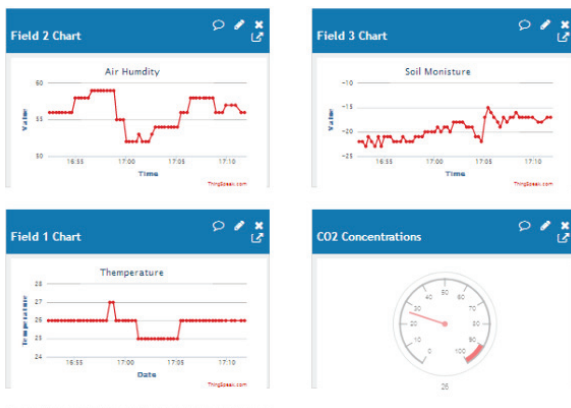 Field 2 Chart
Air Humdity
60
55
50
Value
16:55 17:00 17:05 17:10
Time
ThingSpeak.com
Field 3 Chart
Soil Monisture
-10
-15
-20
-25
Value
16:55 17:00 17:05 17:10
Time
ThingSpeak.com
Field 1 Chart
Themperature
28
27
26
25
24
Temperature
16:55 17:00 17:05 17:10
Date
ThingSpeak.com
CO2 Concentrations
0
10
20
30
40
50
60
70
80
90
100
26